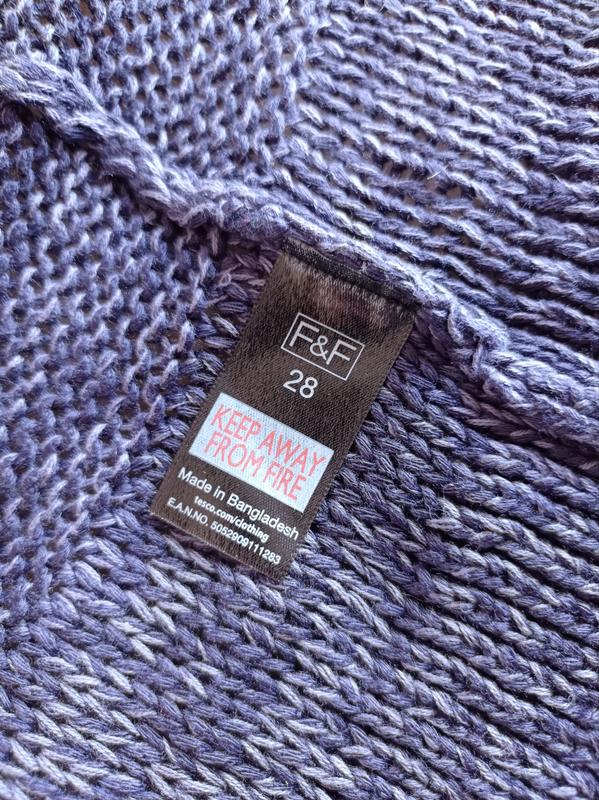 F&F
28
KEEP AWAY
FROM FIRE
Made in Bangladesh
tesco.com/clothing
E.A.N.NO. 5052909111283